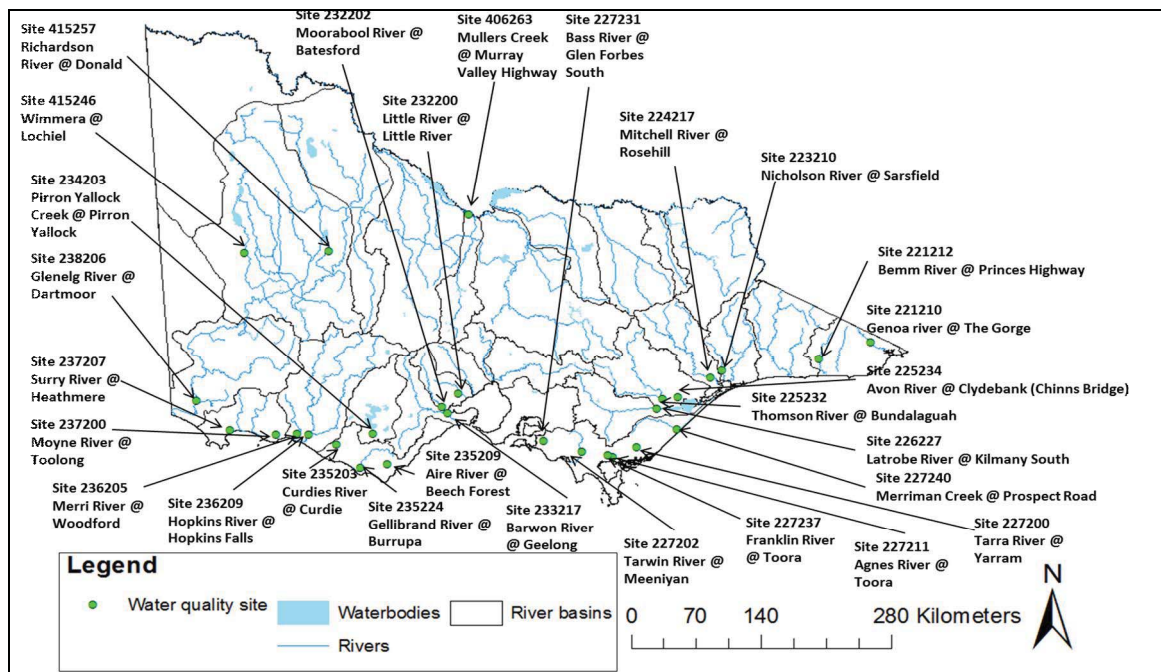 Site 415257
Richardson
River @ Donald
Site 415246
Wimmera @
Lochiel
Site 234203
Pirron Yallock
Creek @ Pirron
Yallock
Site 238206
Glenelg River @
Dartmoor
Site 237207
Surry River @
Heathmere
Site 237200
Moyne River @
Toolong
Site 236205
Merri River @
Woodford
Site 232202
Moorabool River @
Batesford
Site 232200
Little River @
Little River
Site 406263
Mullers Creek
@ Murray
Valley Highway
Site 227231
Bass River @
Glen Forbes
South
Site 224217
Mitchell River @
Rosehill
Site 223210
Nicholson River @ Sarsfield
Site 221212
Bemm River @ Princes Highway
Site 221210
Genoa river @ The Gorge
Site 225234
Avon River @ Clydebank (Chinns Bridge)
Site 225232
Thomson River @ Bundalaguah
Site 226227
Latrobe River @ Kilmany South
Site 227240
Merriman Creek @ Prospect Road
Site 236209
Hopkins River @
Hopkins Falls
Site 235203
Curdies River
@ Curdie
Site 235224
Gellibrand River @
Burrupa
Site 235209
Aire River @
Beech Forest
Site 233217
Barwon River
@ Geelong
Site 227202
Tarwin River @
Meeniyan
Site 227237
Franklin River
@ Toora
Site 227211
Agnes River @
Toora
Site 227200
Tarra River @
Yarram
Legend
Water quality site
Waterbodies
Rivers
River basins
0 70 140 280 Kilometers
N